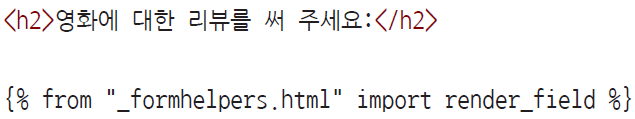 <h2>영화에 대한 리뷰를 써 주세요:</h2>
{% from "_formhelpers.html" import render_field %}